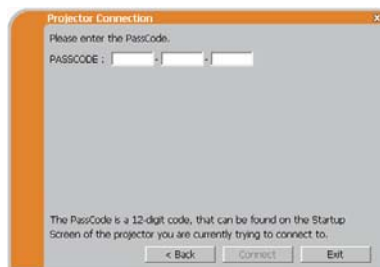 Projector Connection
x
Please enter the PassCode.
PASSCODE : - -
The PassCode is a 12-digit code, that can be found on the Startup
Screen of the projector you are currently trying to connect to.
< Back Connect Exit